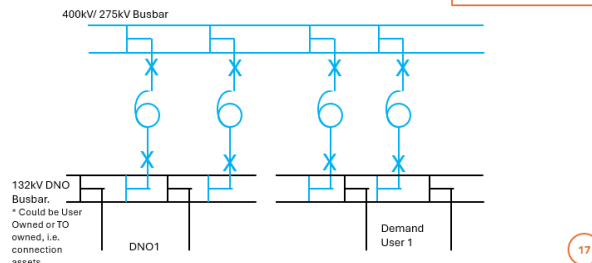 400kV/ 275kV Busbar
132kV DNO
Busbar.
* Could be User
Owned or TO
owned, i.e.
connection
assets
DNO1
Demand
User 1
17